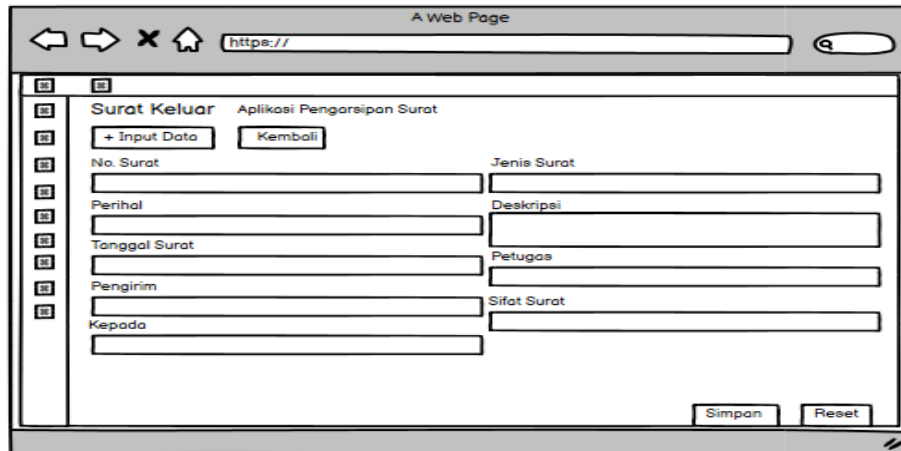 A Web Page
https://
Surat Keluar Aplikasi Pengarsipan Surat
+ Input Data Kembali
No. Surat
Perihal
Tanggal Surat
Pengirim
Kepada
Jenis Surat
Deskripsi
Petugas
Sifat Surat
Simpan Reset